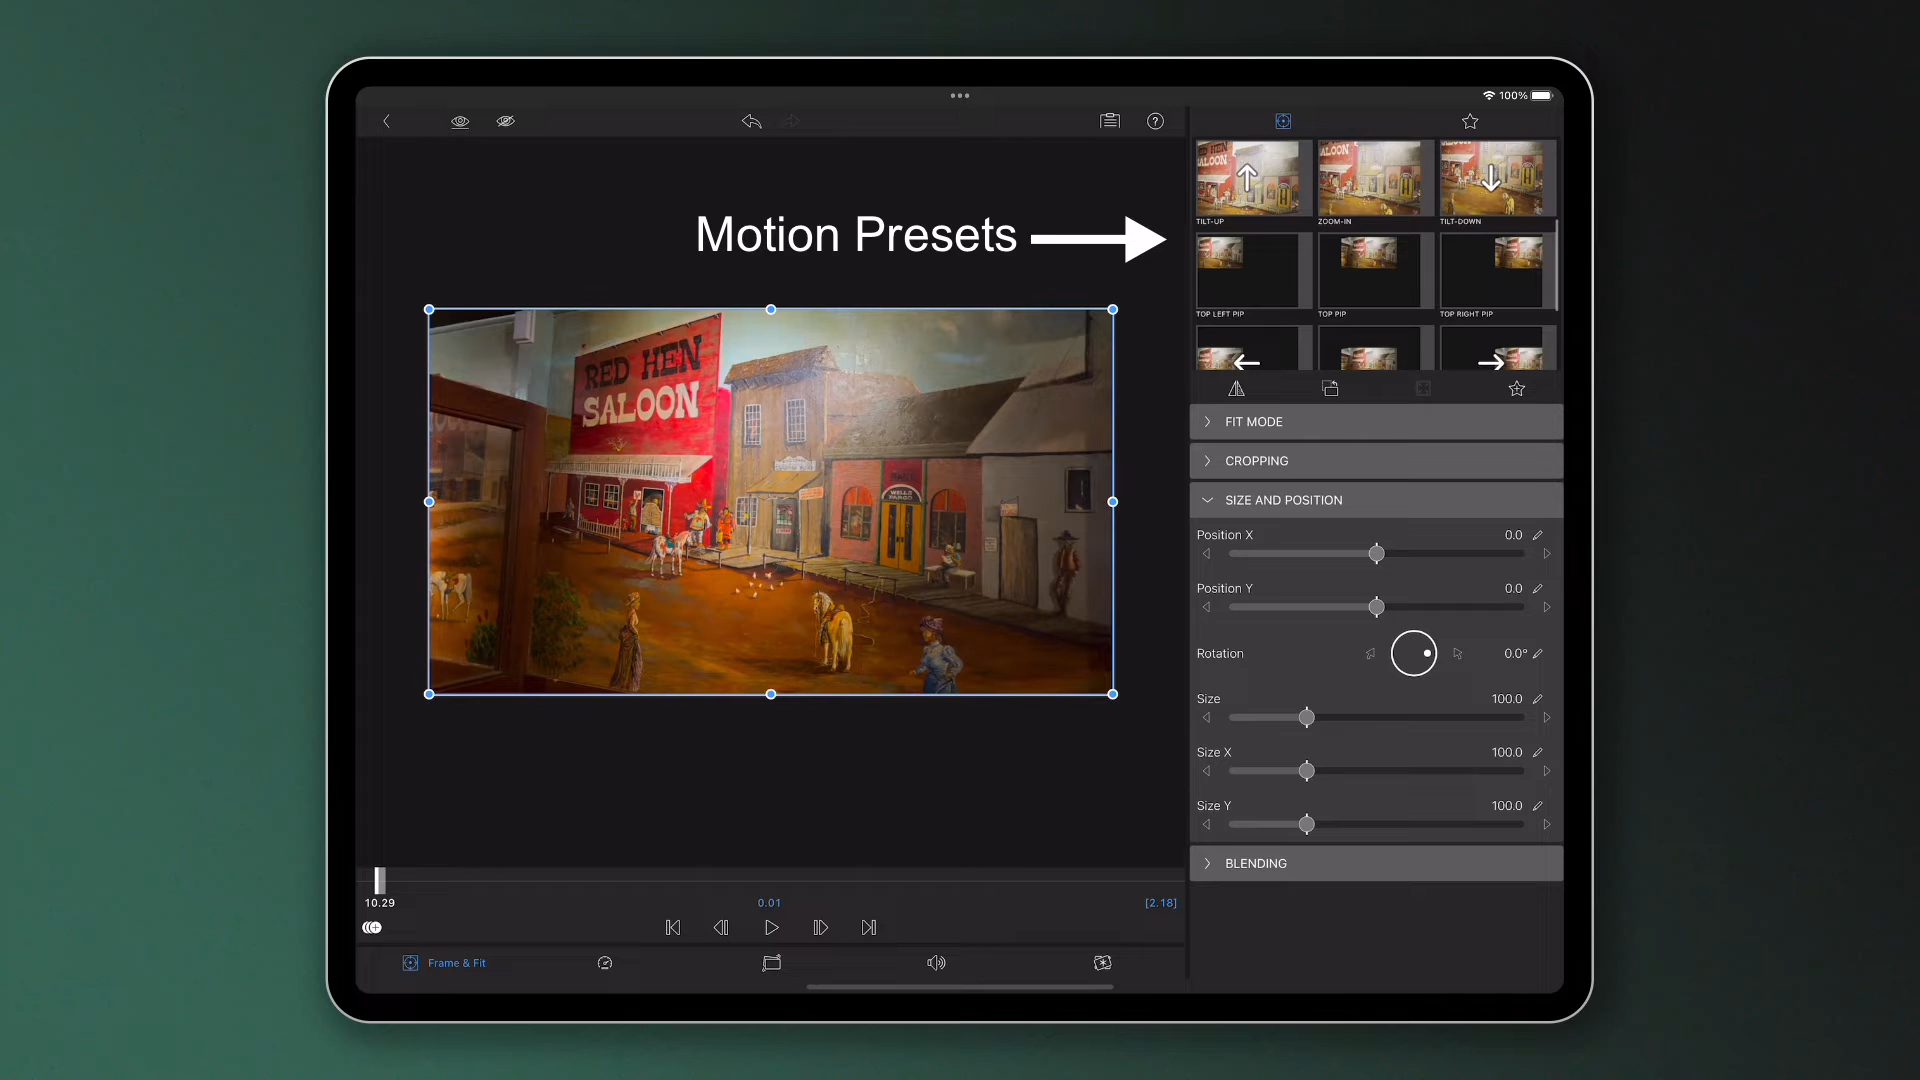 100%
Motion Presets
TILT-UP
ZOOM-IN
TILT-DOWN
TOP LEFT PIP
TOP PIP
TOP RIGHT PIP
RED HEN
SALOON
WELLS
FARGO
FIT MODE
CROPPING
SIZE AND POSITION
Position X 0.0
Position Y 0.0
Rotation 0.0°
Size 100.0
Size X 100.0
Size Y 100.0
BLENDING
10.29 0.01 [2.18]
Frame & Fit